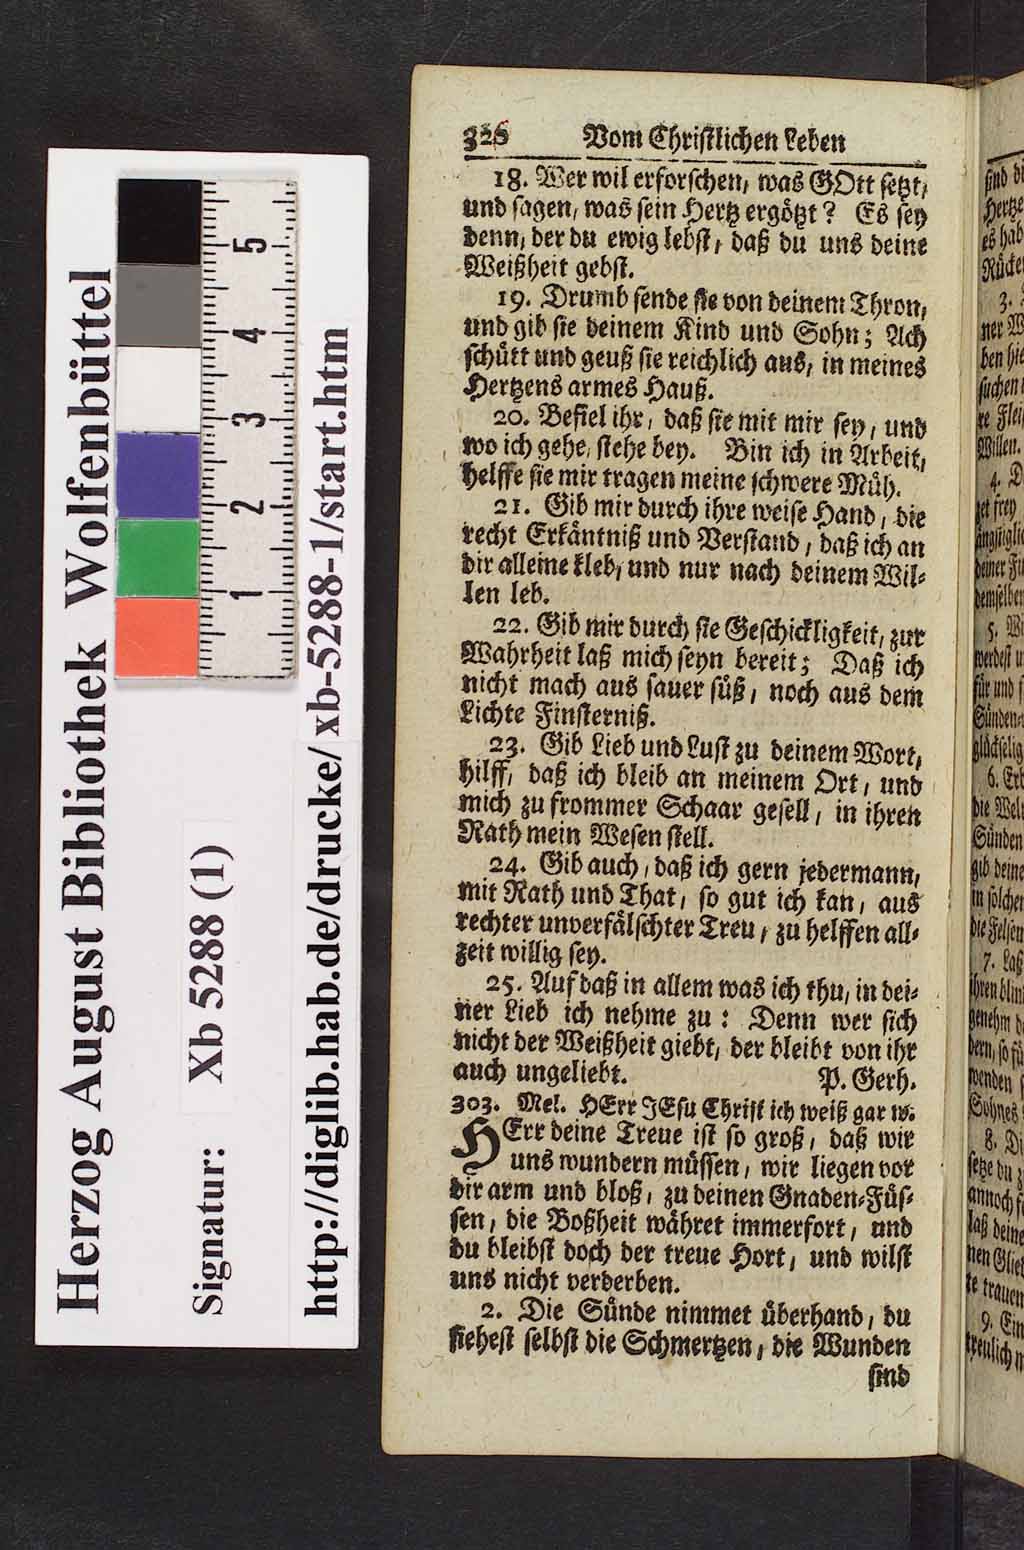 Herzog August Bibliothek Wolfenbüttel
Signatur: Xb 5288 (1)
http://diglib.hab.de/drucke/xb-5288-1/start.htm
1 2 3 4 5
326 Vom Christlichen Leben
18. Wer wil erforschen, was GOtt setzt,
und sagen, was sein Hertz ergötzt? Es sey
denn, der du ewig lebst, daß du uns deine
Weißheit gebst.
19. Drumb sende sie von deinem Thron,
und gib sie deinem Kind und Sohn; Ach
schütt und geuß sie reichlich aus, in meines
Hertzens armes Hauß.
20. Befiel ihr, daß sie mit mir sey, und
wo ich gehe, stehe bey. Bin ich in Arbeit,
helffe sie mir tragen meine schwere Müh.
21. Gib mir durch ihre weise Hand, die
recht Erkäntniß und Verstand, daß ich an
dir alleine kleb, und nur nach deinem Wil-
len leb.
22. Gib mir durch sie Geschickligkeit, zur
Wahrheit laß mich seyn bereit; Daß ich
nicht mach aus sauer süß, noch aus dem
Lichte Finsterniß.
23. Gib Lieb und Lust zu deinem Wort,
hilff, daß ich bleib an meinem Ort, und
mich zu frommer Schaar gesell, in ihren
Rath mein Wesen stell.
24. Gib auch, daß ich gern jedermann,
mit Rath und That, so gut ich kan, aus
rechter unverfälschter Treu, zu helffen all-
zeit willig sey.
25. Auf daß in allem was ich thu, in dei-
ner Lieb ich nehme zu: Denn wer sich
nicht der Weißheit giebt, der bleibt von ihr
auch ungeliebt. P. Gerh.
303. Mel. HErr JEsu Christ ich weiß gar w.
HErr deine Treue ist so groß, daß wir
uns wundern müssen, wir liegen vor
dir arm und bloß, zu deinen Gnaden-Füs-
sen, die Boßheit währet immerfort, und
du bleibst doch der treue Hort, und wilst
uns nicht verderben.
2. Die Sünde nimmet überhand, du
siehest selbst die Schmertzen, die Wunden
sind